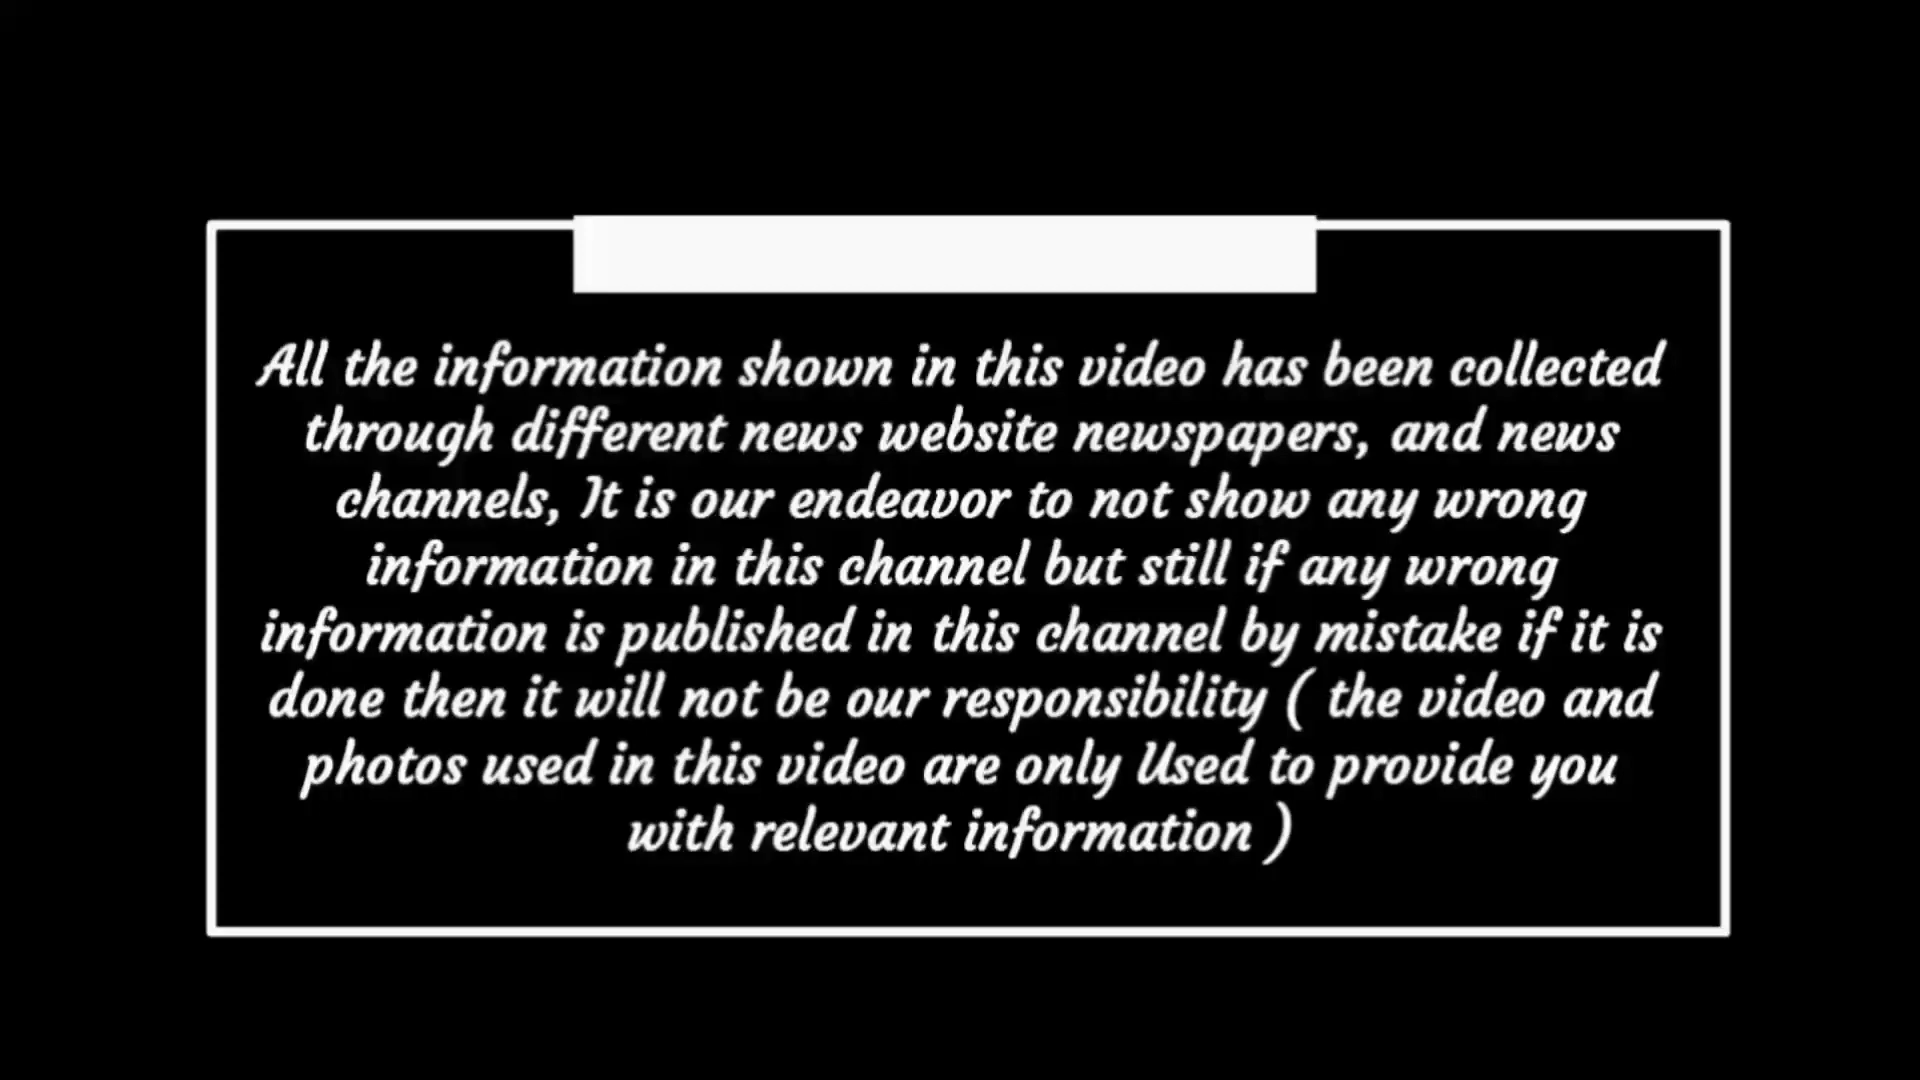 All the information shown in this video has been collected
through different news website newspapers, and news
channels, It is our endeavor to not show any wrong
information in this channel but still if any wrong
information is published in this channel by mistake if it is
done then it will not be our responsibility ( the video and
photos used in this video are only Used to provide you
with relevant information )